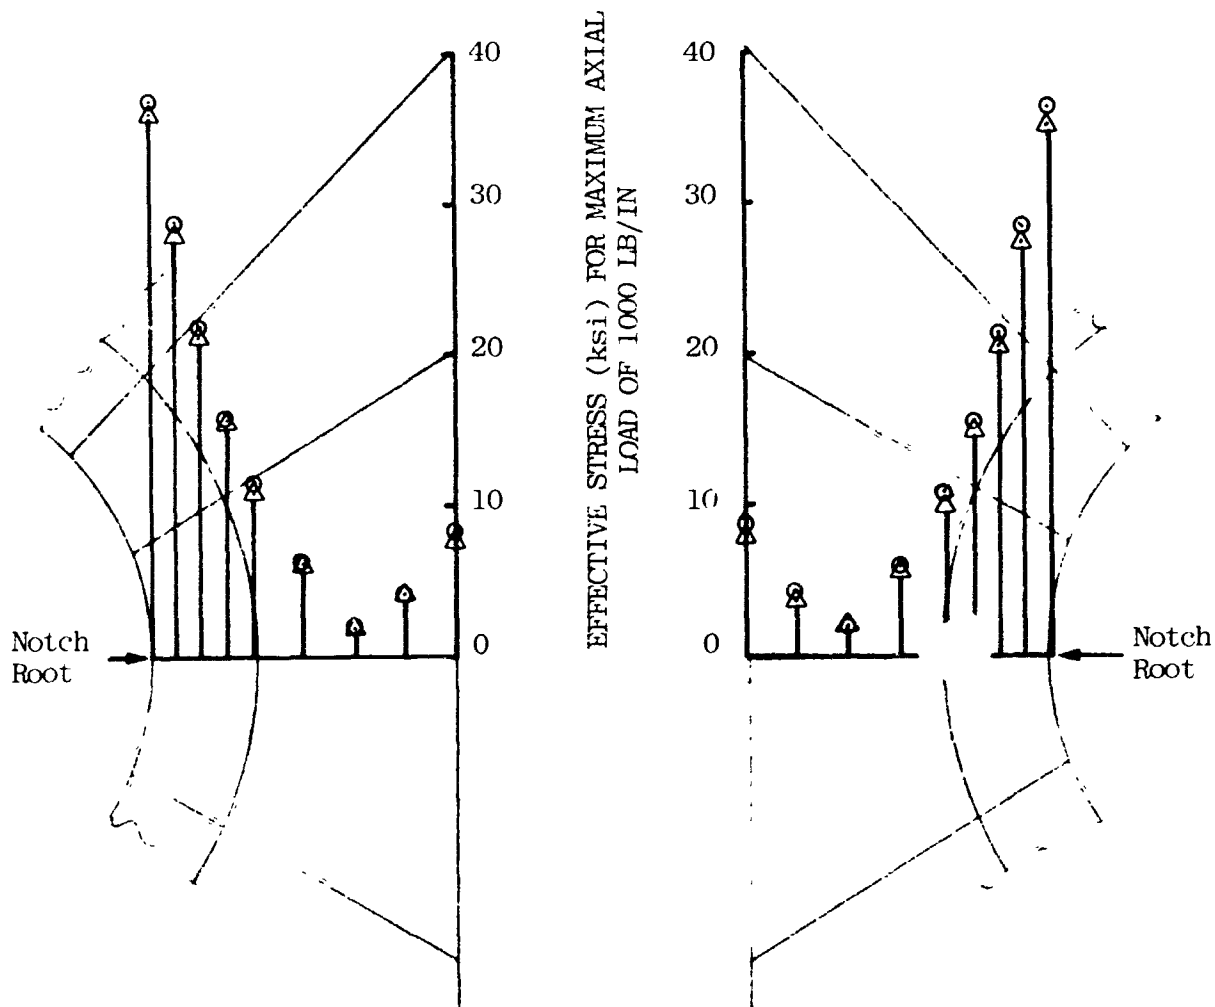 40
30
20
10
0
Notch
Root
EFFECTIVE STRESS (ksi) FOR MAXIMUM AXIAL
LOAD OF 1000 LB/IN
40
30
20
10
0
Notch
Root